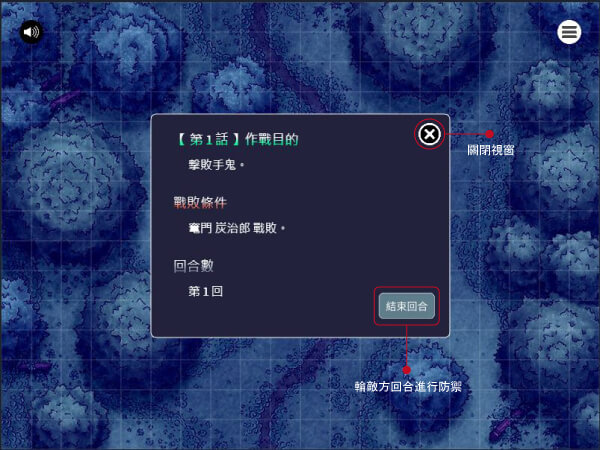 【 第 1 話 】作戰目的
擊敗手鬼。
戰敗條件
竈門 炭治郎 戰敗。
回合數
第 1 回
結束回合
關閉視窗
輪敵方回合進行防禦